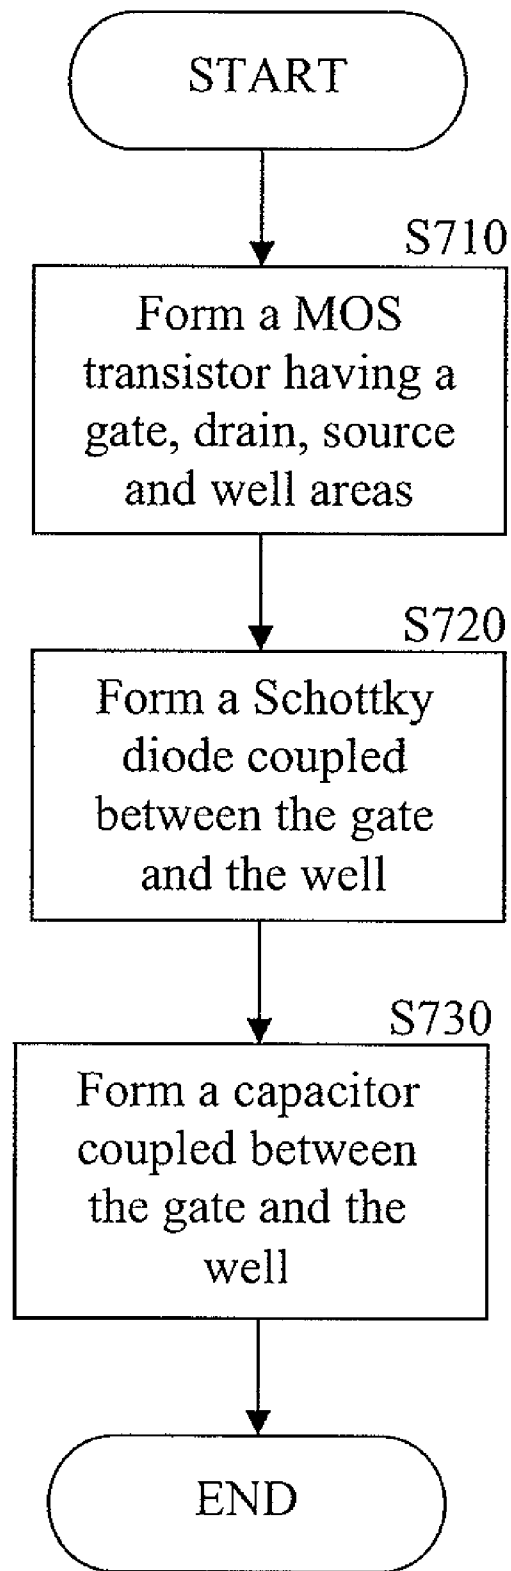 START
S710
Form a MOS
transistor having a
gate, drain, source
and well areas
S720
Form a Schottky
diode coupled
between the gate
and the well
S730
Form a capacitor
coupled between
the gate and the
well
END